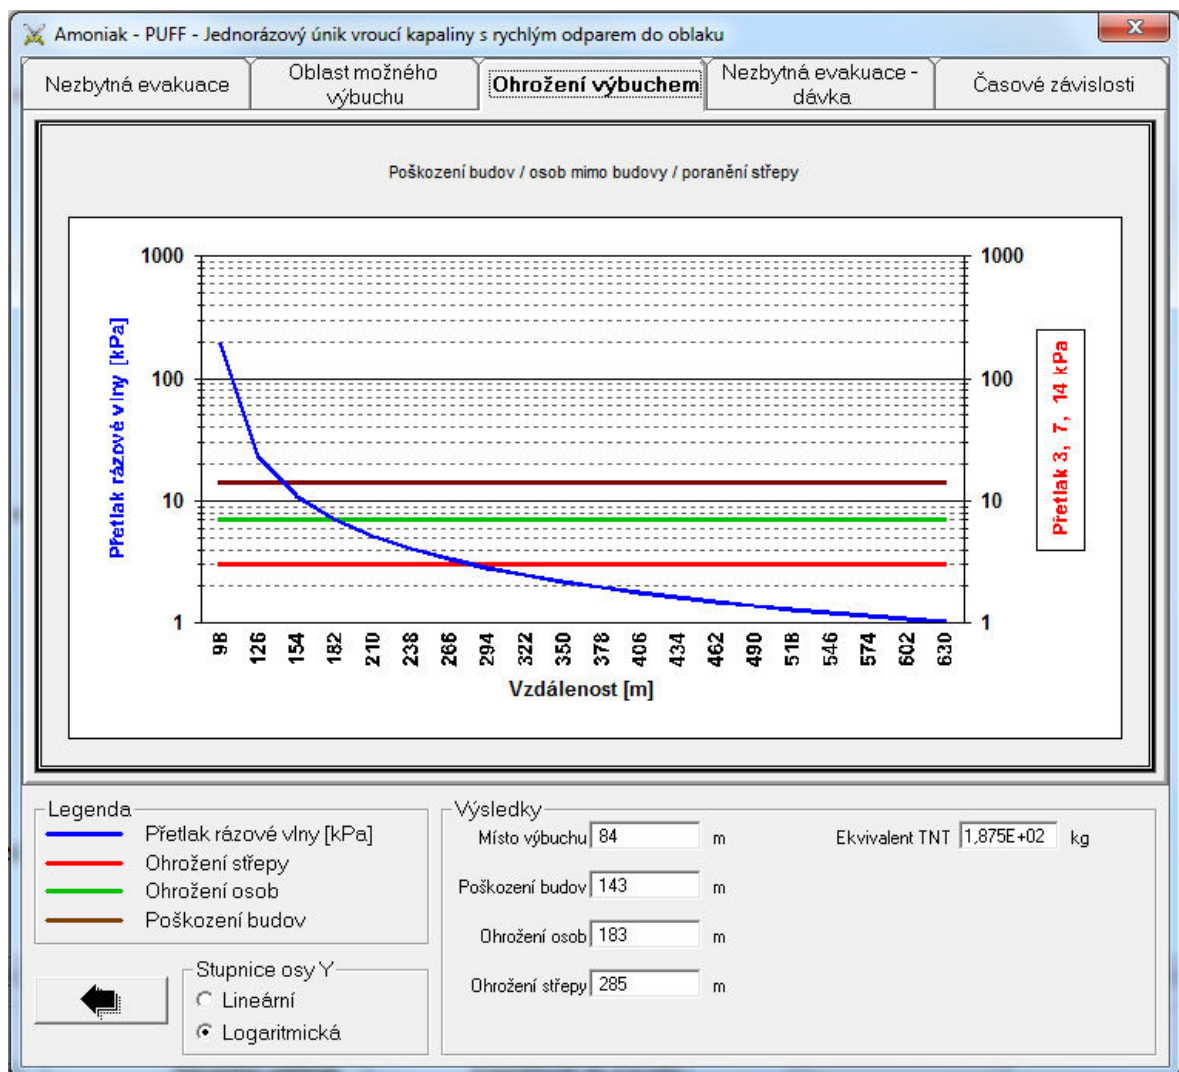 Amoniak - PUFF - Jednorázový únik vroucí kapaliny s rychlým odparem do oblaku
Nezbytná evakuace
Oblast možného
výbuchu
Ohrožení výbuchem
Nezbytná evakuace -
dávka
Časové závislosti
Poškození budov / osob mimo budovy / poranění střepy
Přetlak rázové vlny [kPa]
1000
100
10
1
1000
100
10
1
Přetlak 3, 7, 14 kPa
98 126 154 182 210 238 266 294 322 350 378 406 434 462 490 518 546 574 602 630
Vzdálenost [m]
Legenda
Přetlak rázové vlny [kPa]
Ohrožení střepy
Ohrožení osob
Poškození budov
Stupnice osy Y
Lineární
Logaritmická
Výsledky
Místo výbuchu 84 m
Ekvivalent TNT 1,875E+02 kg
Poškození budov 143 m
Ohrožení osob 183 m
Ohrožení střepy 285 m